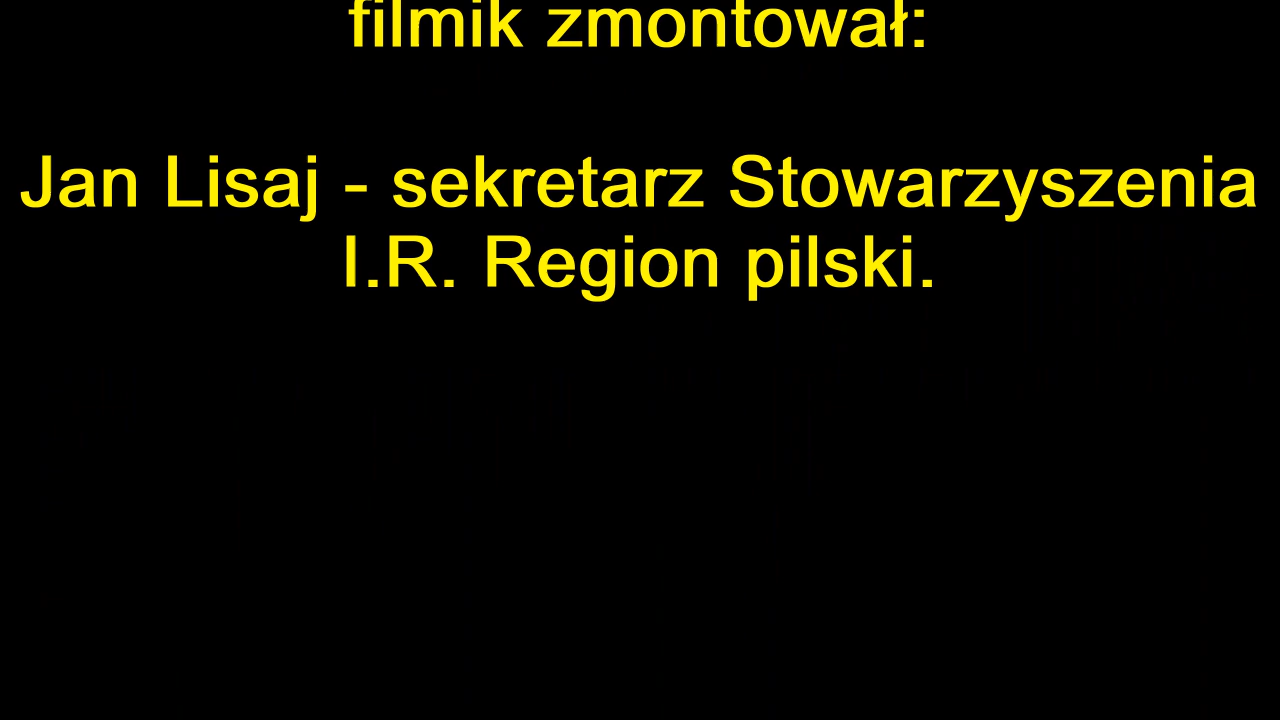 filmik zmontował:
Jan Lisaj - sekretarz Stowarzyszenia
I.R. Region pilski.